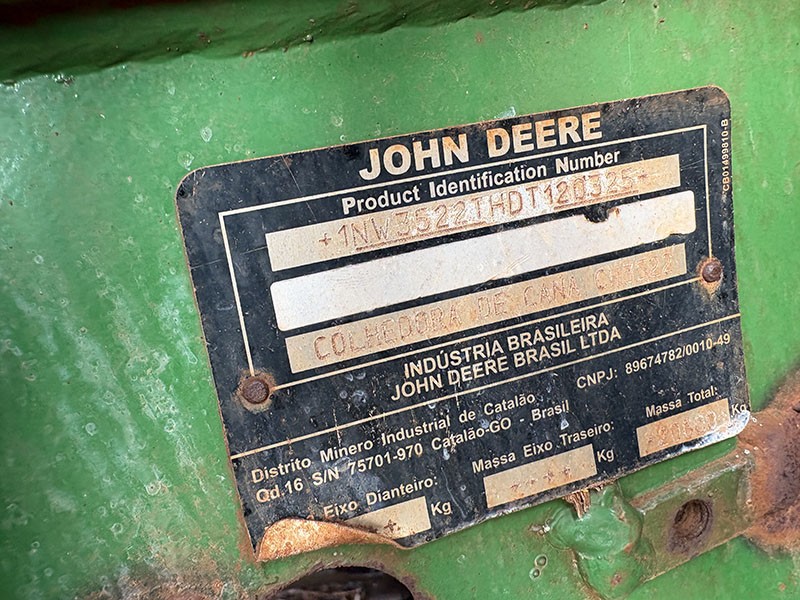 JOHN DEERE
Product Identification Number
CB01499810-B
+1NW3522THDT120325+
COLHEDORA DE CANA CH3522
INDÚSTRIA BRASILEIRA
JOHN DEERE BRASIL LTDA
CNPJ: 89674782/0010-49
Distrito Minero Industrial de Catalão
Qd.16 S/N 75701-970 Catalão-GO - Brasil
Eixo Dianteiro: Kg
Massa Eixo Traseiro: Kg
Massa Total: Kg